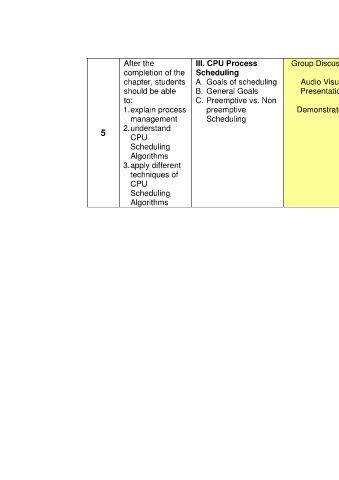 5
After the
completion of the
chapter, students
should be able
to:
1. explain process
management
2. understand
CPU
Scheduling
Algorithms
3. apply different
techniques of
CPU
Scheduling
Algorithms
III. CPU Process
Scheduling
A. Goals of scheduling
B. General Goals
C. Preemptive vs. Non
preemptive
Scheduling
Group Discus
Audio Visu
Presentatio
Demonstrat